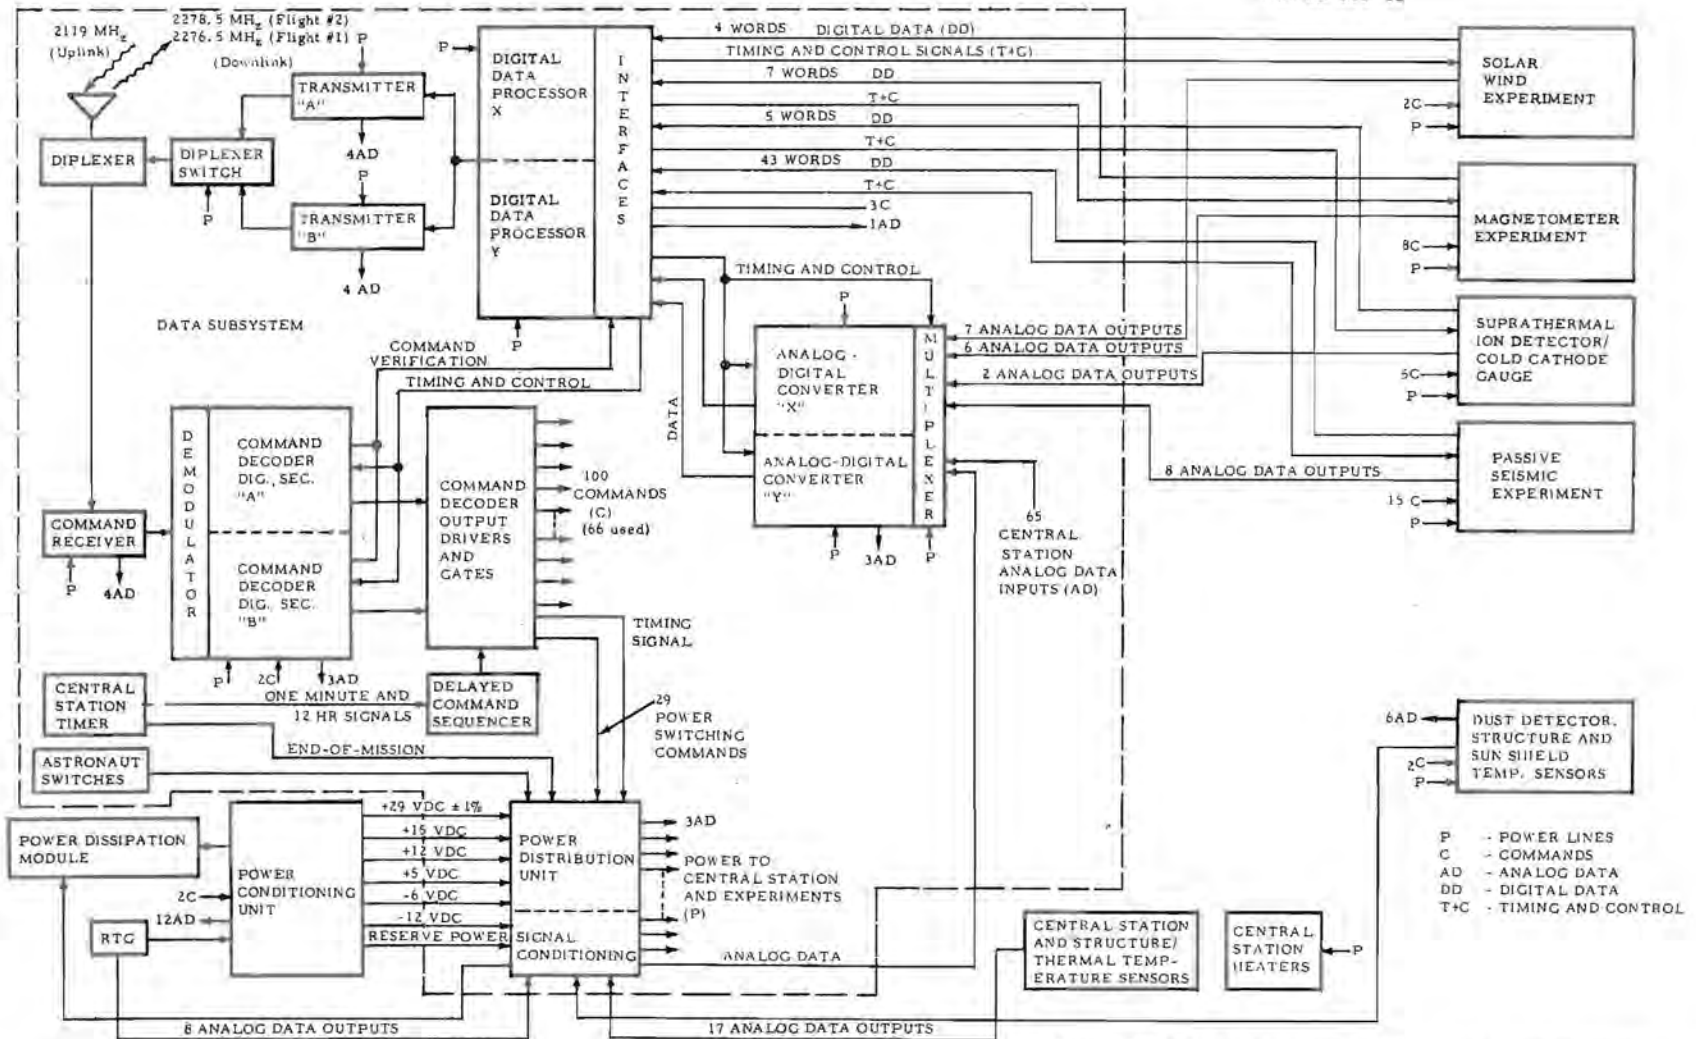 2119 MHz
(Uplink)
2278.5 MHz (Flight #2)
2276.5 MHz (Flight #1)
(Downlink)
P
TRANSMITTER
"A"
4AD
P
TRANSMITTER
"B"
4 AD
DIPLEXER
DIPLEXER
SWITCH
P
P
DIGITAL
DATA
PROCESSOR
X
DIGITAL
DATA
PROCESSOR
Y
P
INTERFACES
4 WORDS DIGITAL DATA (DD)
TIMING AND CONTROL SIGNALS (T+C)
7 WORDS DD
T+C
5 WORDS DD
T+C
43 WORDS DD
T+C
3C
1AD
SOLAR
WIND
EXPERIMENT
2C
P
MAGNETOMETER
EXPERIMENT
8C
P
SUPRATHERMAL
ION DETECTOR/
COLD CATHODE
GAUGE
P
PASSIVE
SEISMIC
EXPERIMENT
15 C
P
DATA SUBSYSTEM
COMMAND
VERIFICATION
TIMING AND CONTROL
TIMING AND CONTROL
P
ANALOG -
DIGITAL
CONVERTER
"X"
ANALOG-DIGITAL
CONVERTER
"Y"
MULTIPLEXER
P
3AD
P
DATA
7 ANALOG DATA OUTPUTS
6 ANALOG DATA OUTPUTS
2 ANALOG DATA OUTPUTS
8 ANALOG DATA OUTPUTS
65
CENTRAL
STATION
ANALOG DATA
INPUTS (AD)
COMMAND
RECEIVER
P
4AD
DEMODULATOR
COMMAND
DECODER
DIG. SEC.
"A"
COMMAND
DECODER
DIG. SEC.
"B"
P
2C
3AD
COMMAND
DECODER
OUTPUT
DRIVERS
AND
GATES
100
COMMANDS
(C)
(66 used)
TIMING
SIGNAL
CENTRAL
STATION
TIMER
ONE MINUTE AND
12 HR SIGNALS
DELAYED
COMMAND
SEQUENCER
29
POWER
SWITCHING
COMMANDS
END-OF-MISSION
ASTRONAUT
SWITCHES
POWER DISSIPATION
MODULE
2C
12AD
RTG
POWER
CONDITIONING
UNIT
+29 VDC ± 1%
+15 VDC
+12 VDC
+5 VDC
-6 VDC
-12 VDC
RESERVE POWER
POWER
DISTRIBUTION
UNIT
SIGNAL
CONDITIONING
3AD
POWER TO
CENTRAL STATION
AND EXPERIMENTS
(P)
ANALOG DATA
8 ANALOG DATA OUTPUTS
17 ANALOG DATA OUTPUTS
CENTRAL STATION
AND STRUCTURE/
THERMAL TEMP-
ERATURE SENSORS
CENTRAL
STATION
HEATERS
P
6AD
2C
P
DUST DETECTOR,
STRUCTURE AND
SUN SHIELD
TEMP. SENSORS
P - POWER LINES
C - COMMANDS
AD - ANALOG DATA
DD - DIGITAL DATA
T+C - TIMING AND CONTROL